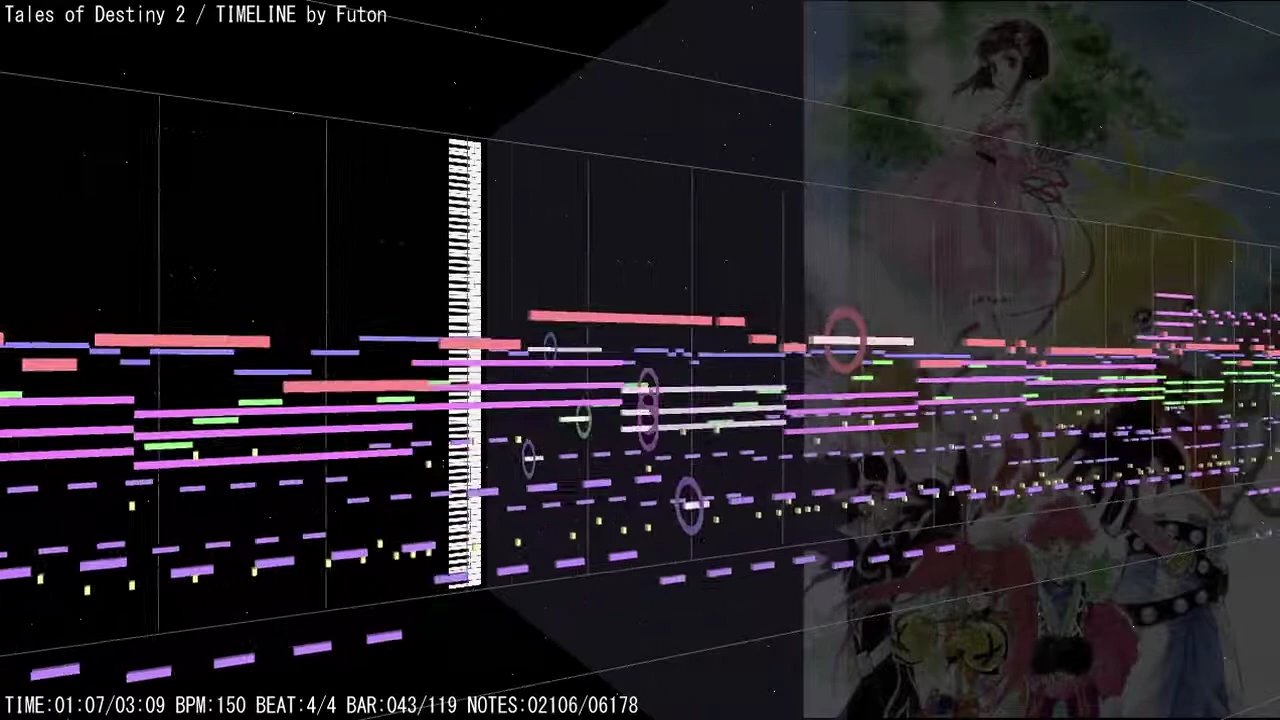 Tales of Destiny 2 / TIMELINE by Futon
TIME:01:07/03:09 BPM:150 BEAT:4/4 BAR:043/119 NOTES:02106/06178